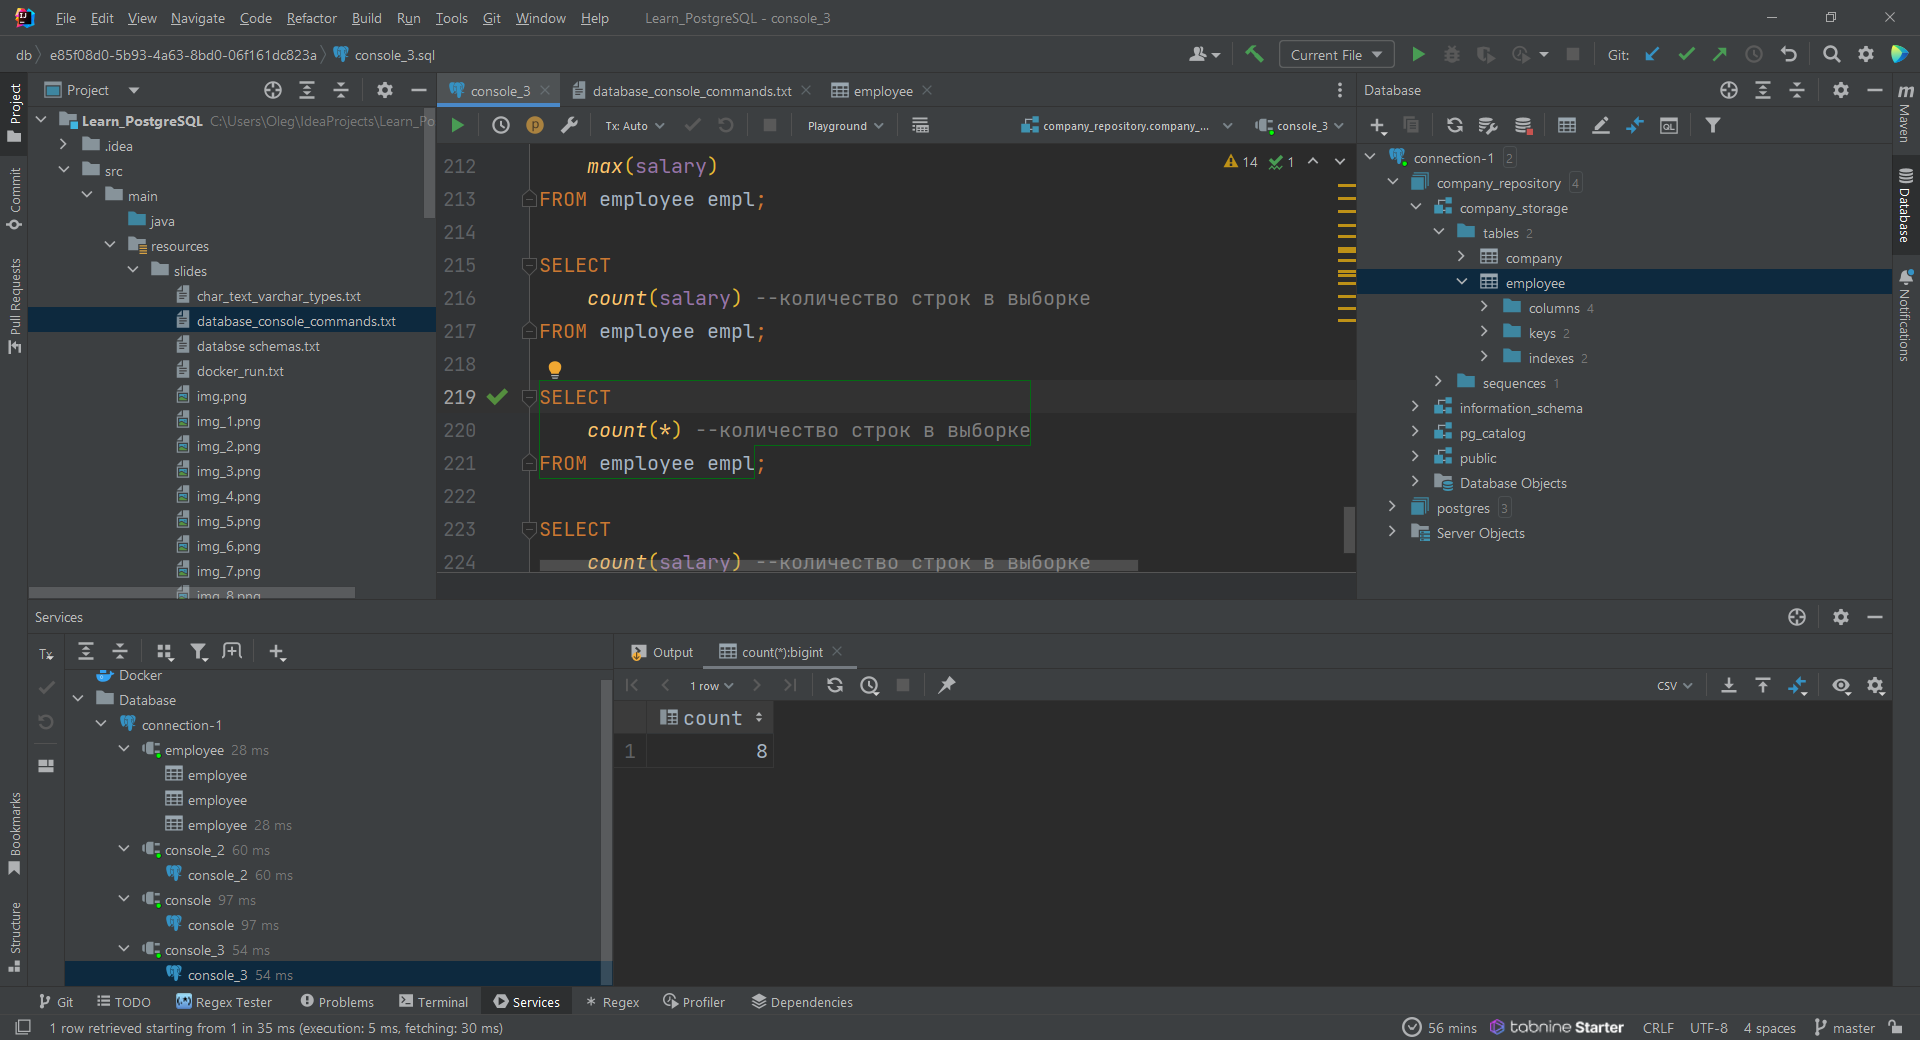 File Edit View Navigate Code Refactor Build Run Tools Git Window Help Learn_PostgreSQL - console_3
db e85f08d0-5b93-4a63-8bd0-06f161dc823a console_3.sql
Current File
Git:
Project
console_3
database_console_commands.txt
employee
Database
Learn_PostgreSQL C:\Users\Oleg\IdeaProjects\Learn_Po
.idea
src
main
java
resources
slides
char_text_varchar_types.txt
database_console_commands.txt
databse schemas.txt
docker_run.txt
img.png
img_1.png
img_2.png
img_3.png
img_4.png
img_5.png
img_6.png
img_7.png
img_8.png
Tx: Auto
Playground
company_repository.company_...
console_3
14
1
212 max(salary)
213 FROM employee empl;
214
215 SELECT
216 count(salary) --количество строк в выборке
217 FROM employee empl;
218
219 SELECT
220 count(*) --количество строк в выборке
221 FROM employee empl;
222
223 SELECT
224 count(salary) --количество строк в выборке
connection-1 2
company_repository 4
company_storage
tables 2
company
employee
columns 4
keys 2
indexes 2
sequences 1
information_schema
pg_catalog
public
Database Objects
postgres 3
Server Objects
Project
Commit
Pull Requests
Bookmarks
Structure
Maven
Database
Notifications
Services
Tx
Docker
Database
connection-1
employee 28 ms
employee
employee
employee 28 ms
console_2 60 ms
console_2 60 ms
console 97 ms
console 97 ms
console_3 54 ms
console_3 54 ms
Output
count(*):bigint
1 row
CSV
count
1 8
Git TODO Regex Tester Problems Terminal Services Regex Profiler Dependencies
1 row retrieved starting from 1 in 35 ms (execution: 5 ms, fetching: 30 ms)
56 mins tabnine Starter CRLF UTF-8 4 spaces master